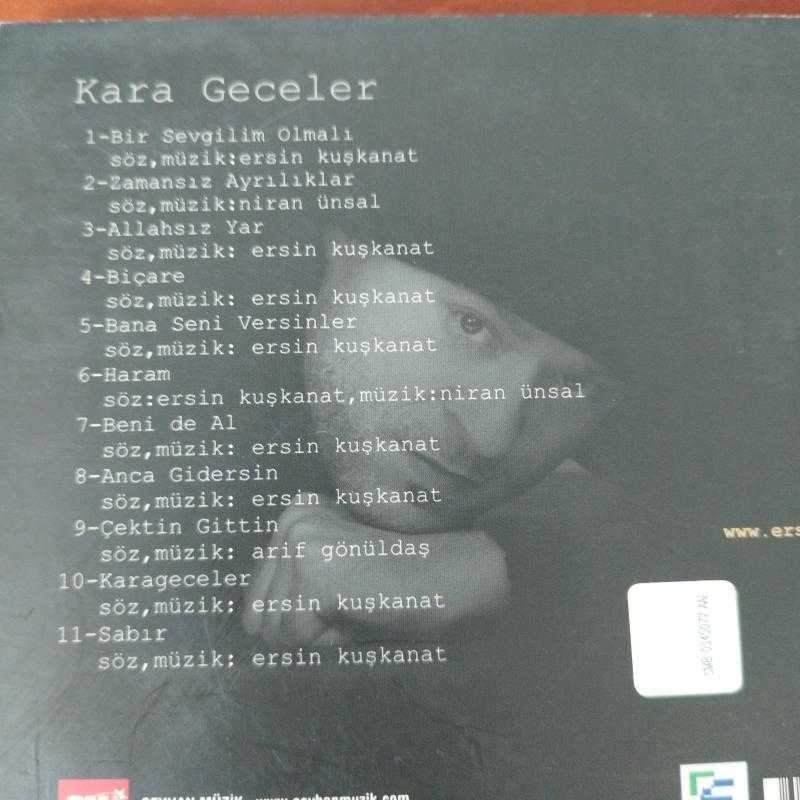 Kara Geceler
1-Bir Sevgilim Olmalı
söz,müzik:ersin kuşkanat
2-Zamansız Ayrılıklar
söz,müzik:niran ünsal
3-Allahsız Yar
söz,müzik: ersin kuşkanat
4-Biçare
söz,müzik: ersin kuşkanat
5-Bana Seni Versinler
söz,müzik: ersin kuşkanat
6-Haram
söz:ersin kuşkanat,müzik:niran ünsal
7-Beni de Al
söz,müzik: ersin kuşkanat
8-Anca Gidersin
söz,müzik: ersin kuşkanat
9-Çektin Gittin
söz,müzik: arif gönüldaş
10-Karageceler
söz,müzik: ersin kuşkanat
11-Sabır
söz,müzik: ersin kuşkanat
www.ers